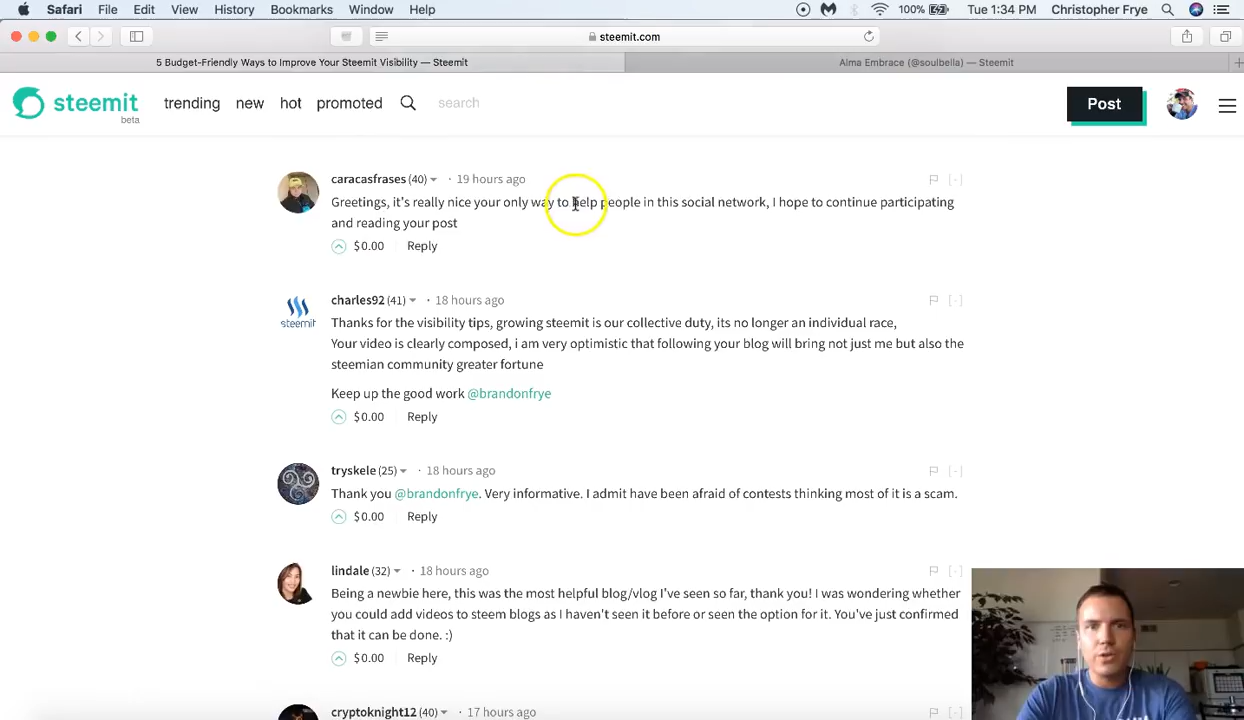 Safari File Edit View History Bookmarks Window Help 100% Tue 1:34 PM Christopher Frye
steemit.com
5 Budget-Friendly Ways to Improve Your Steemit Visibility — Steemit
Alma Embrace (@soulbella) — Steemit
steemit
beta
trending new hot promoted search Post
caracasfrases (40) · 19 hours ago [-]
Greetings, it's really nice your only way to help people in this social network, I hope to continue participating
and reading your post
$0.00 Reply
charles92 (41) · 18 hours ago [-]
steemit
Thanks for the visibility tips, growing steemit is our collective duty, its no longer an individual race,
Your video is clearly composed, i am very optimistic that following your blog will bring not just me but also the
steemian community greater fortune
Keep up the good work @brandonfrye
$0.00 Reply
tryskele (25) · 18 hours ago [-]
Thank you @brandonfrye. Very informative. I admit have been afraid of contests thinking most of it is a scam.
$0.00 Reply
lindale (32) · 18 hours ago [-]
Being a newbie here, this was the most helpful blog/vlog I've seen so far, thank you! I was wondering whether
you could add videos to steem blogs as I haven't seen it before or seen the option for it. You've just confirmed
that it can be done. :)
$0.00 Reply
cryptoknight12 (40) · 17 hours ago [-]